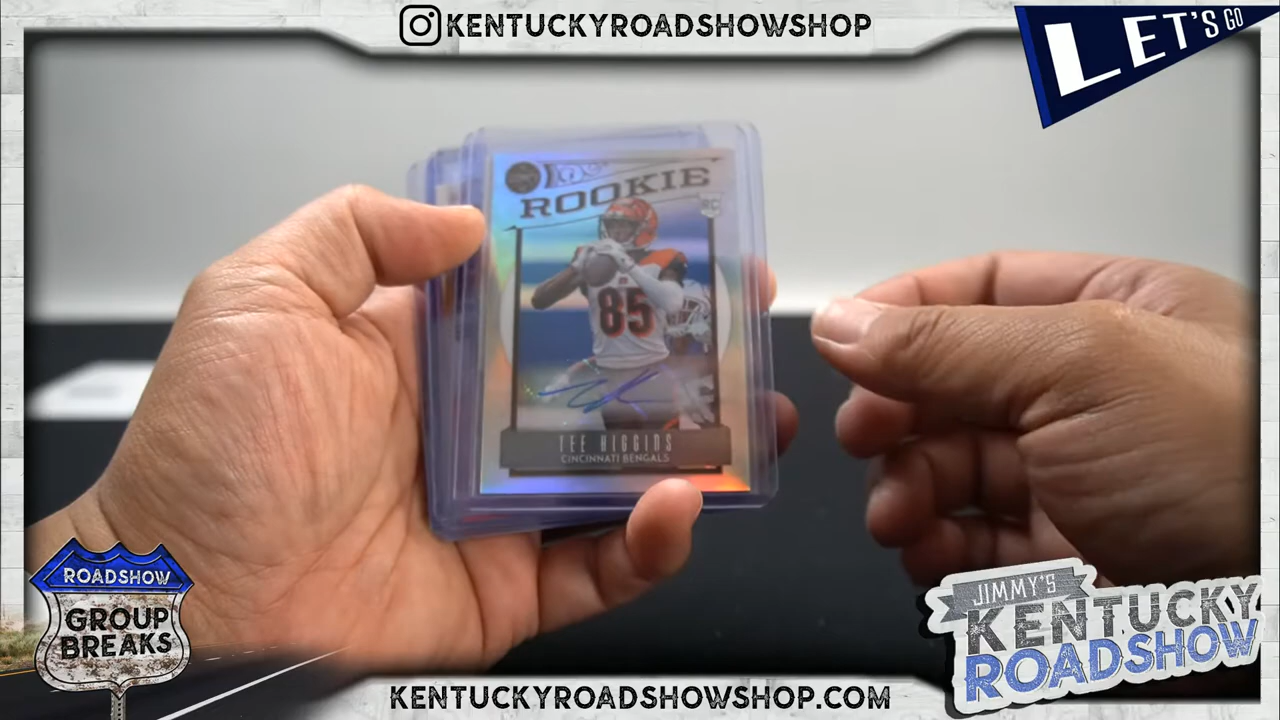 KENTUCKYROADSHOWSHOP
LET'S GO
ROOKIE
RC
85
TEE HIGGINS
CINCINNATI BENGALS
ROADSHOW
GROUP
BREAKS
JIMMY'S
KENTUCKY
ROADSHOW
KENTUCKYROADSHOWSHOP.COM